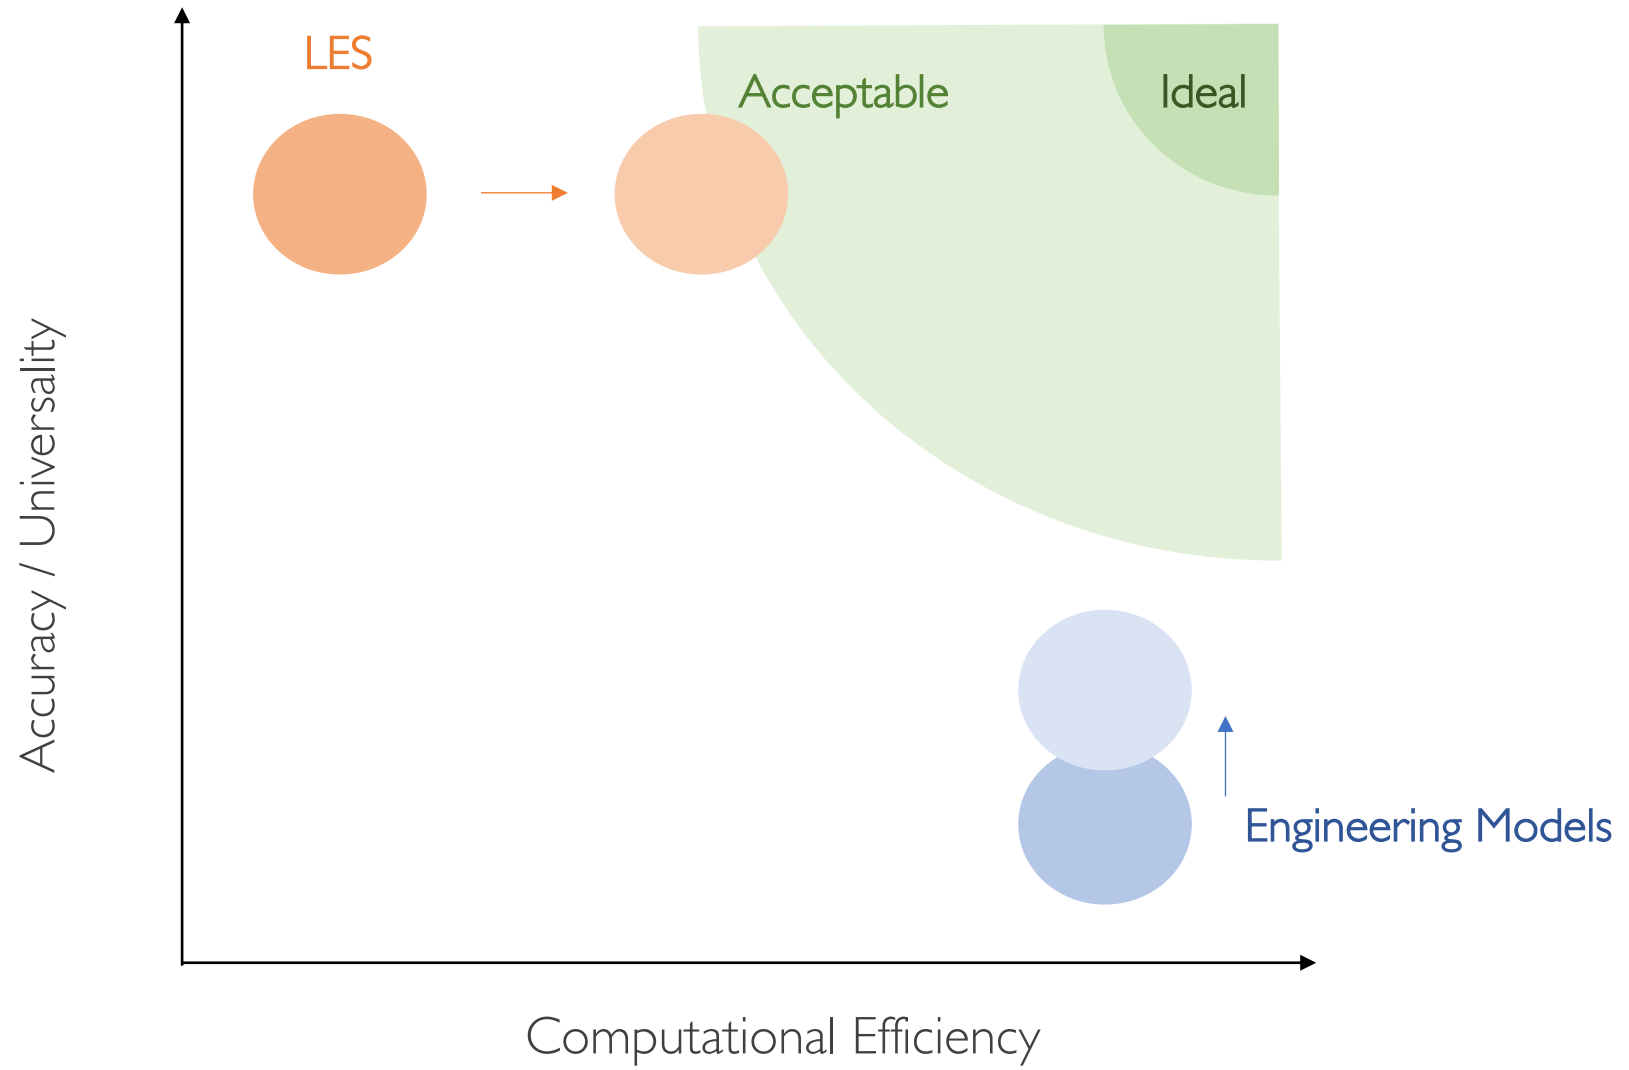 LES
Acceptable
Ideal
Accuracy / Universality
Engineering Models
Computational Efficiency